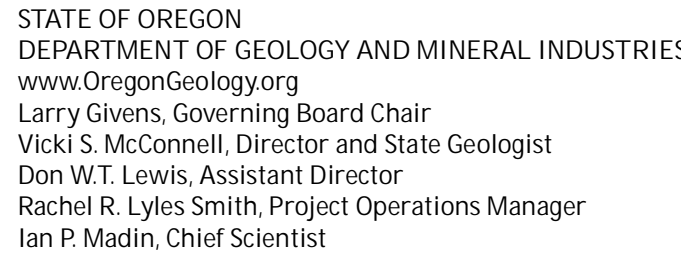 STATE OF OREGON
DEPARTMENT OF GEOLOGY AND MINERAL INDUSTRIES
www.OregonGeology.org
Larry Givens, Governing Board Chair
Vicki S. McConnell, Director and State Geologist
Don W.T. Lewis, Assistant Director
Rachel R. Lyles Smith, Project Operations Manager
Ian P. Madin, Chief Scientist